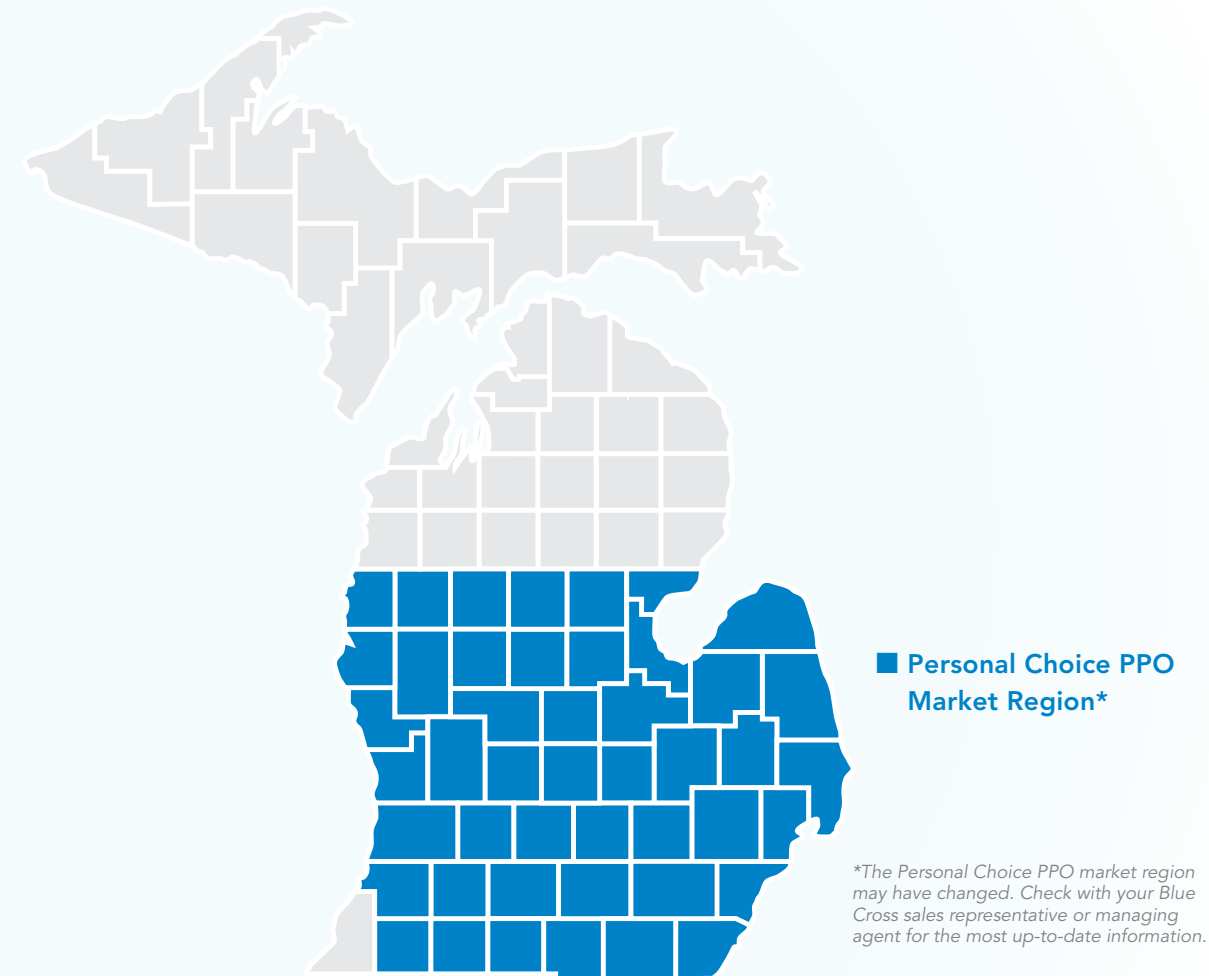 Personal Choice PPO
Market Region*
*The Personal Choice PPO market region
may have changed. Check with your Blue
Cross sales representative or managing
agent for the most up-to-date information.